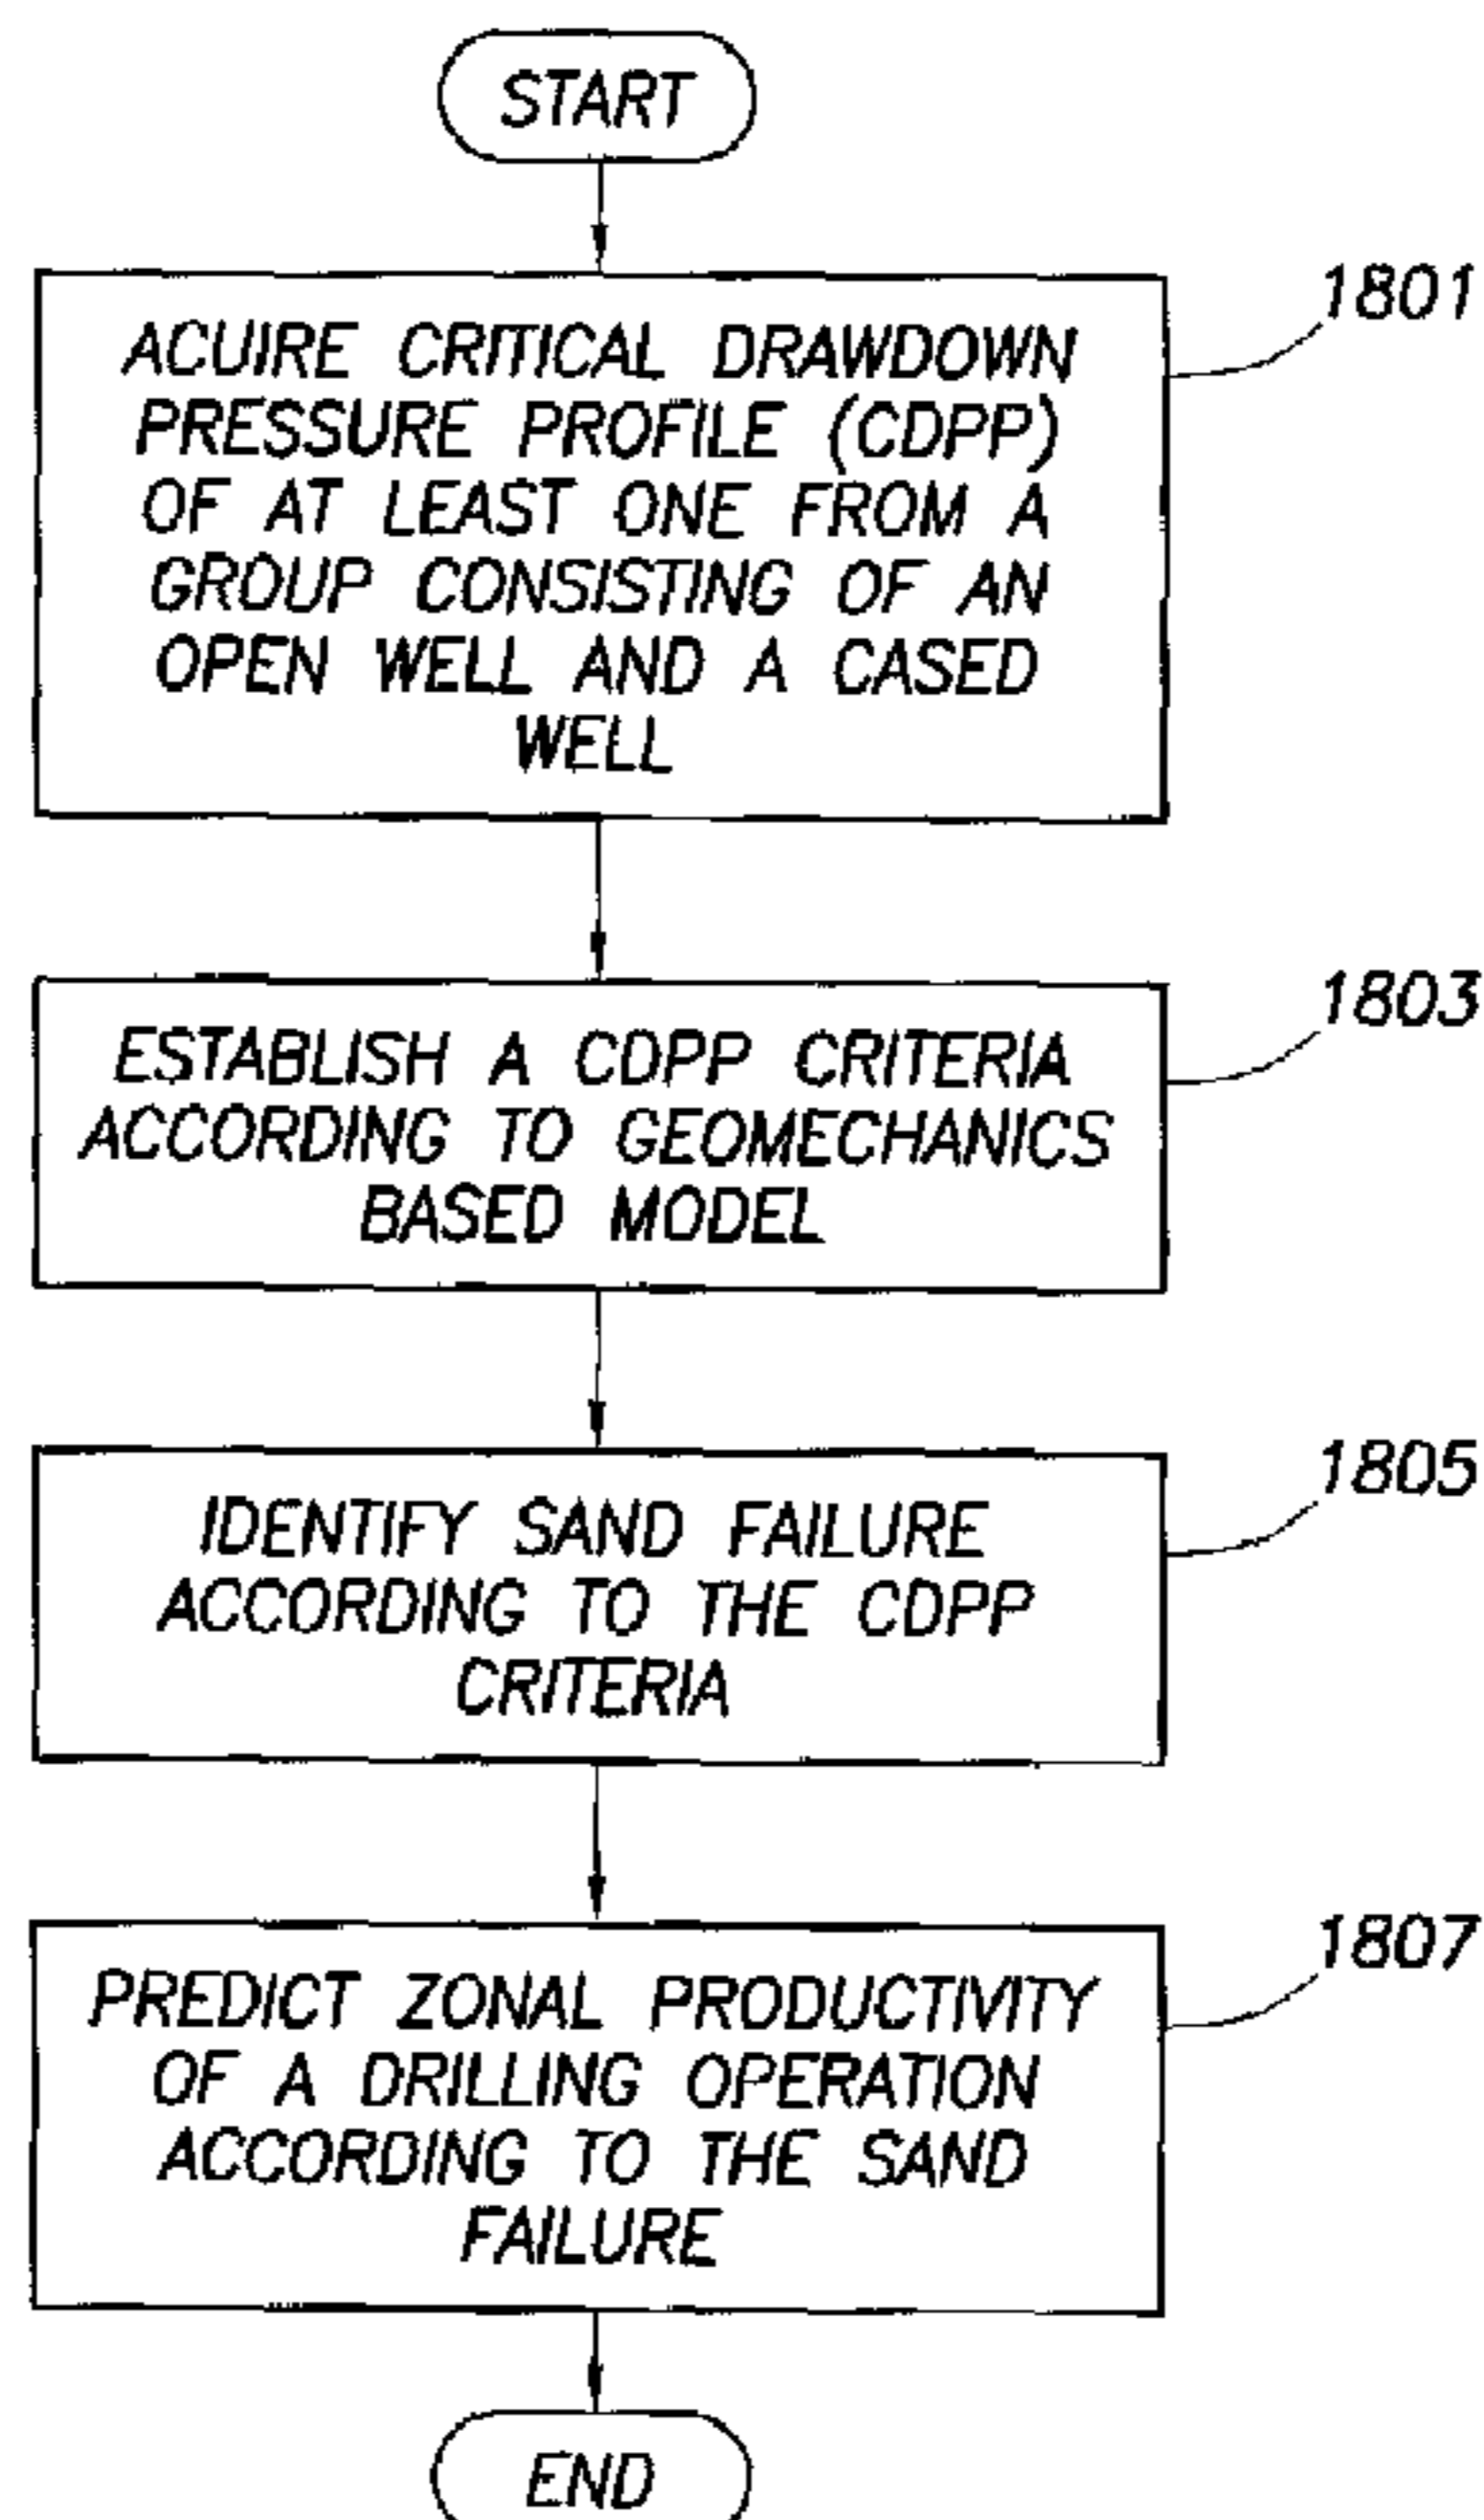 START
1801
ACUIRE CRITICAL DRAWDOWN
PRESSURE PROFILE (CDPP)
OF AT LEAST ONE FROM A
GROUP CONSISTING OF AN
OPEN WELL AND A CASED
WELL
1803
ESTABLISH A CDPP CRITERIA
ACCORDING TO GEOMECHANICS
BASED MODEL
1805
IDENTIFY SAND FAILURE
ACCORDING TO THE CDPP
CRITERIA
1807
PREDICT ZONAL PRODUCTIVITY
OF A DRILLING OPERATION
ACCORDING TO THE SAND
FAILURE
END